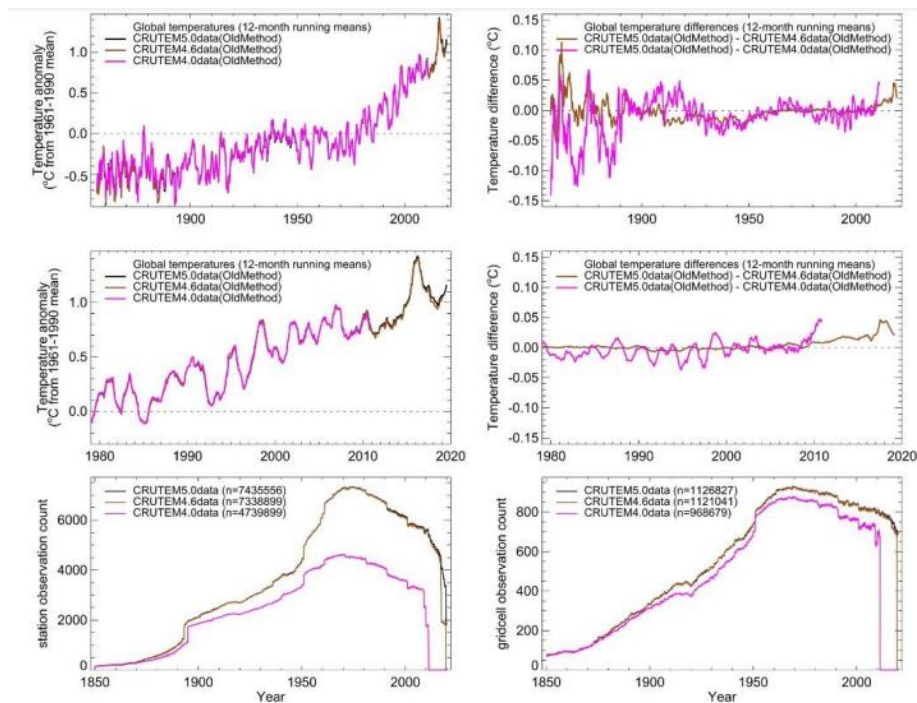 Global temperatures (12-month running means)
CRUTEM5.0data(OldMethod)
CRUTEM4.6data(OldMethod)
CRUTEM4.0data(OldMethod)
Temperature anomaly
(°C from 1961-1990 mean)
1.0
0.5
0.0
-0.5
1900
1950
2000
Global temperature differences (12-month running means)
CRUTEM5.0data(OldMethod) - CRUTEM4.6data(OldMethod)
CRUTEM5.0data(OldMethod) - CRUTEM4.0data(OldMethod)
Temperature difference (°C)
0.15
0.10
0.05
0.00
-0.05
-0.10
-0.15
1900
1950
2000
Global temperatures (12-month running means)
CRUTEM5.0data(OldMethod)
CRUTEM4.6data(OldMethod)
CRUTEM4.0data(OldMethod)
Temperature anomaly
(°C from 1961-1990 mean)
1.0
0.5
0.0
1980 1985 1990 1995 2000 2005 2010 2015 2020
Global temperature differences (12-month running means)
CRUTEM5.0data(OldMethod) - CRUTEM4.6data(OldMethod)
CRUTEM5.0data(OldMethod) - CRUTEM4.0data(OldMethod)
Temperature difference (°C)
0.15
0.10
0.05
0.00
-0.05
-0.10
-0.15
1980 1990 2000 2010 2020
CRUTEM5.0data (n=7435556)
CRUTEM4.6data (n=7338899)
CRUTEM4.0data (n=4739899)
station observation count
6000
4000
2000
0
1850 1900 1950 2000
Year
CRUTEM5.0data (n=1126827)
CRUTEM4.6data (n=1121041)
CRUTEM4.0data (n=968679)
gridcell observation count
800
600
400
200
0
1850 1900 1950 2000
Year